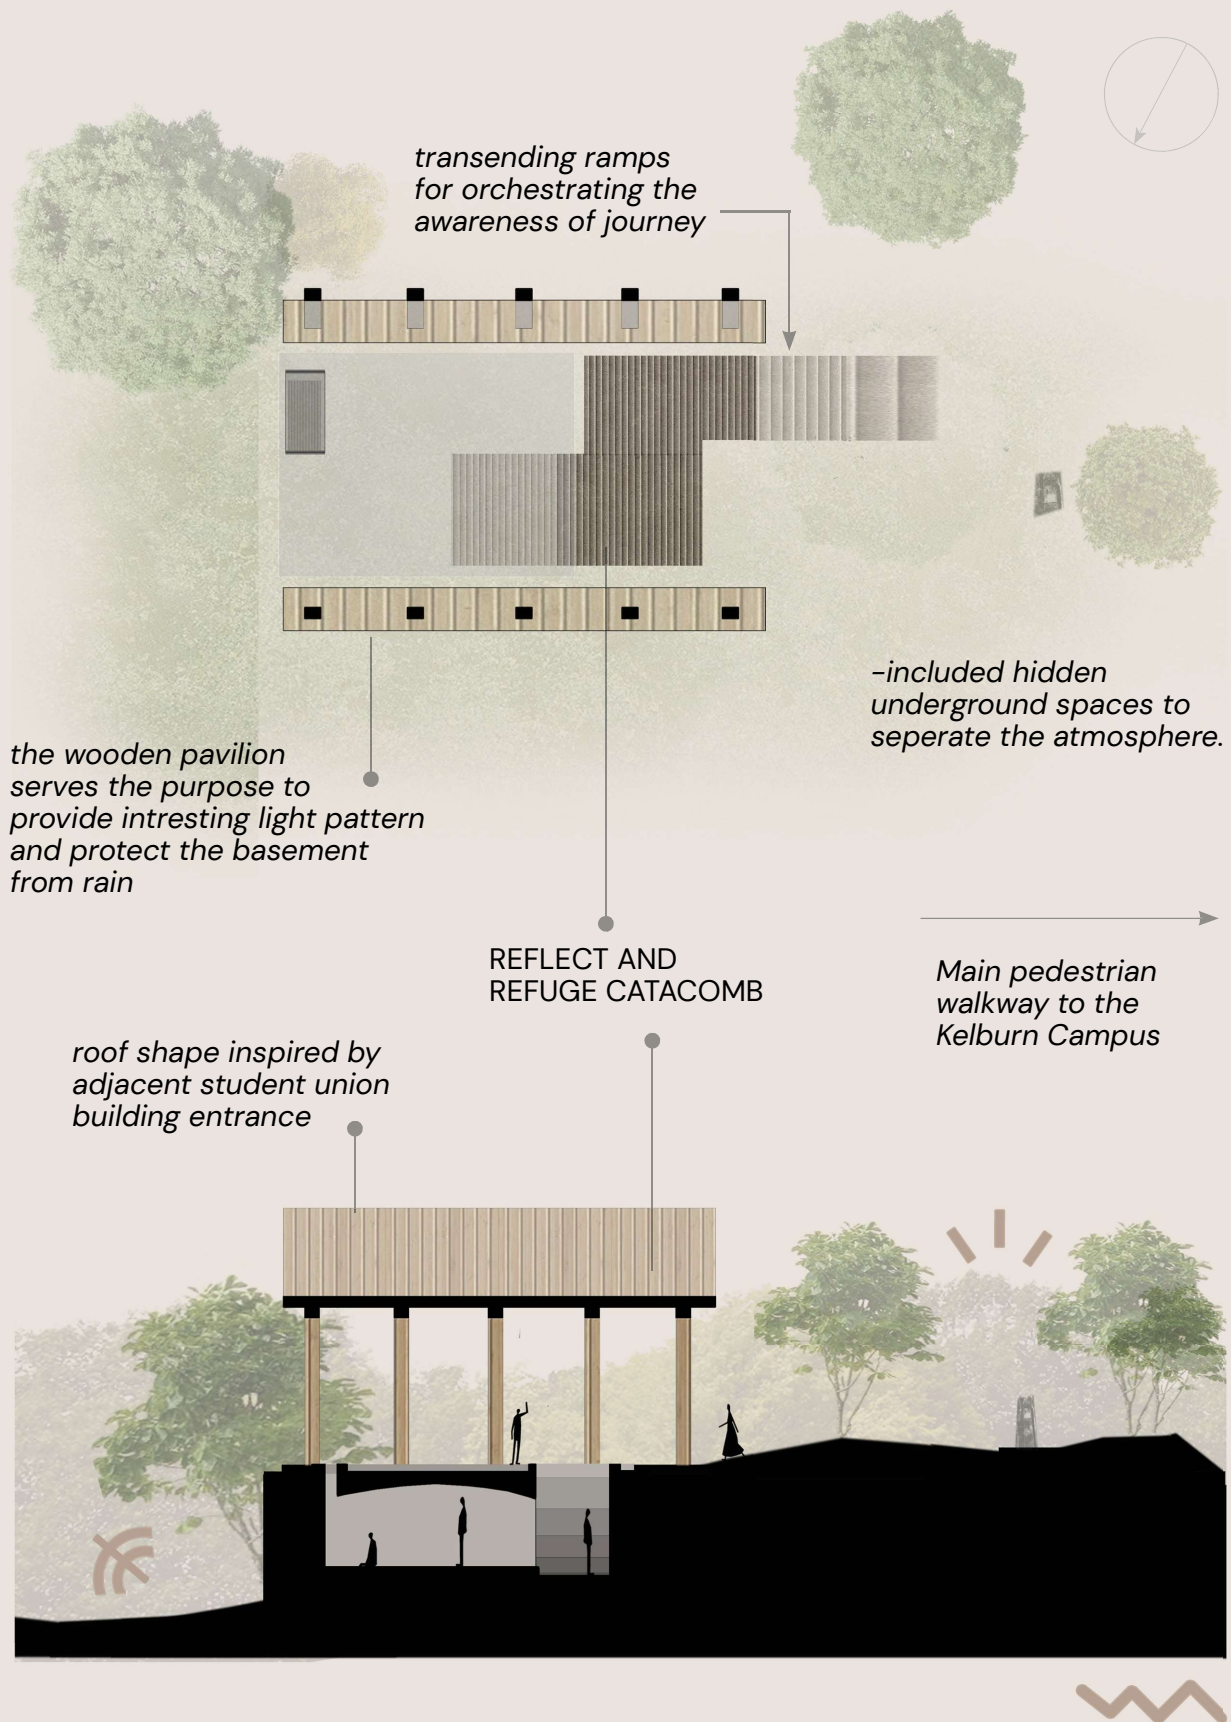 transending ramps
for orchestrating the
awareness of journey
-included hidden
underground spaces to
seperate the atmosphere.
the wooden pavilion
serves the purpose to
provide intresting light pattern
and protect the basement
from rain
REFLECT AND
REFUGE CATACOMB
Main pedestrian
walkway to the
Kelburn Campus
roof shape inspired by
adjacent student union
building entrance